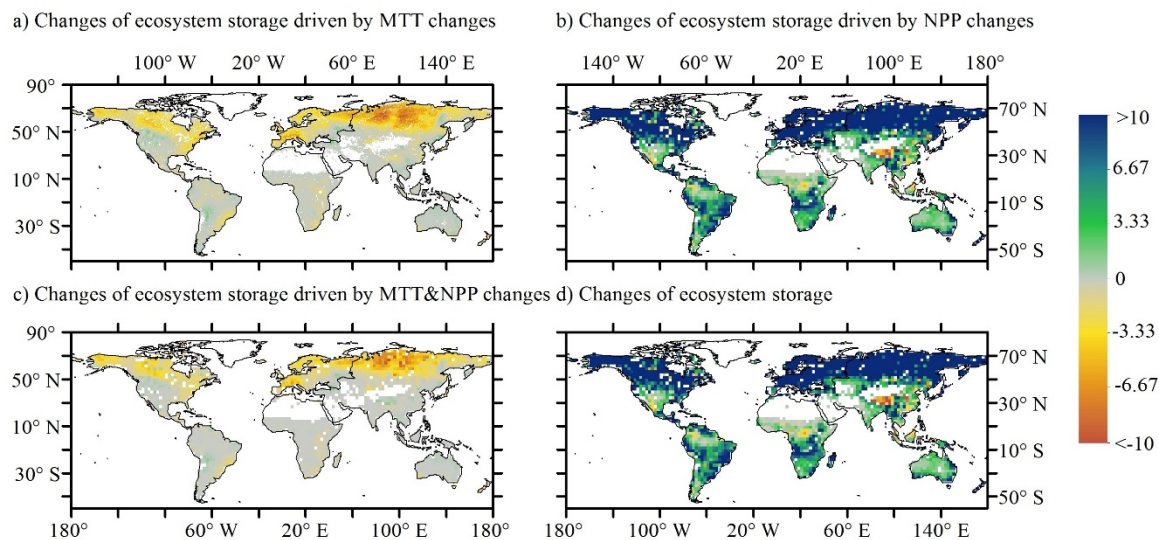 a) Changes of ecosystem storage driven by MTT changes
b) Changes of ecosystem storage driven by NPP changes
100° W 20° W 60° E 140° E
140° W 60° W 20° E 100° E 180°
90°
50° N
10° N
30° S
70° N
30° N
10° S
50° S
>10
6.67
3.33
0
-3.33
-6.67
<-10
c) Changes of ecosystem storage driven by MTT&NPP changes
d) Changes of ecosystem storage
90°
50° N
10° N
30° S
70° N
30° N
10° S
50° S
180° 60° W 20° E 100° E 180°
180° 100° W 20° W 60° E 140° E